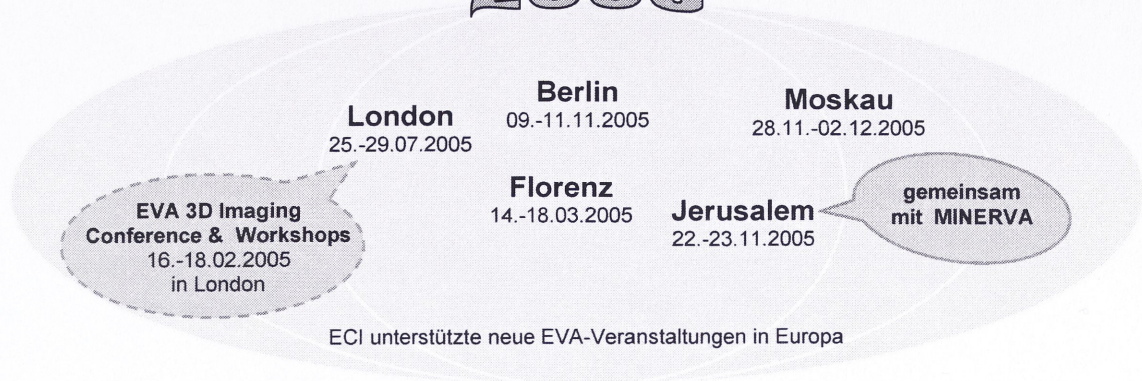 London
25.-29.07.2005
Berlin
09.-11.11.2005
Moskau
28.11.-02.12.2005
EVA 3D Imaging
Conference & Workshops
16.-18.02.2005
in London
Florenz
14.-18.03.2005
Jerusalem
22.-23.11.2005
gemeinsam
mit MINERVA
ECI unterstützte neue EVA-Veranstaltungen in Europa